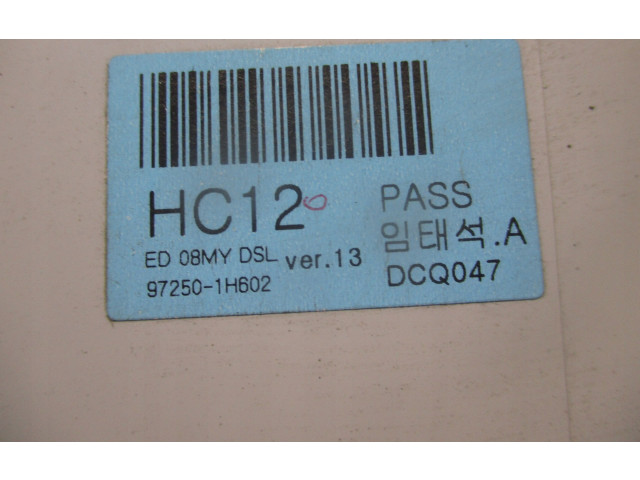 HC12
PASS
임태석.A
ED 08MY DSL ver.13
97250-1H602
DCQ047